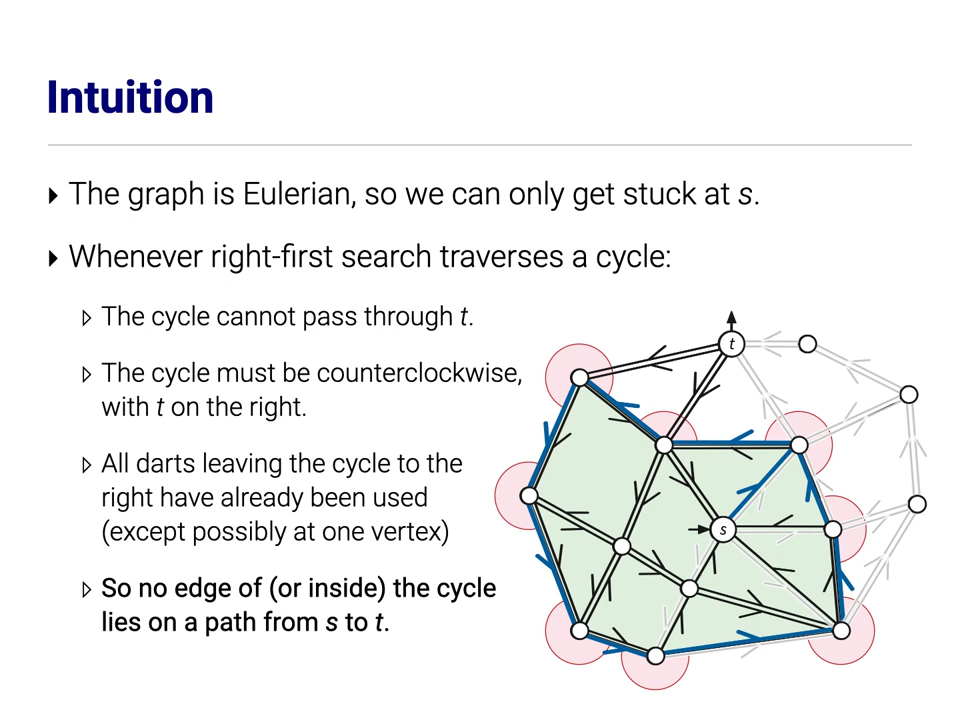 Intuition
‣ The graph is Eulerian, so we can only get stuck at s.
‣ Whenever right-first search traverses a cycle:
▹ The cycle cannot pass through t.
▹ The cycle must be counterclockwise,
with t on the right.
▹ All darts leaving the cycle to the
right have already been used
(except possibly at one vertex)
▹ So no edge of (or inside) the cycle
lies on a path from s to t.
t
s